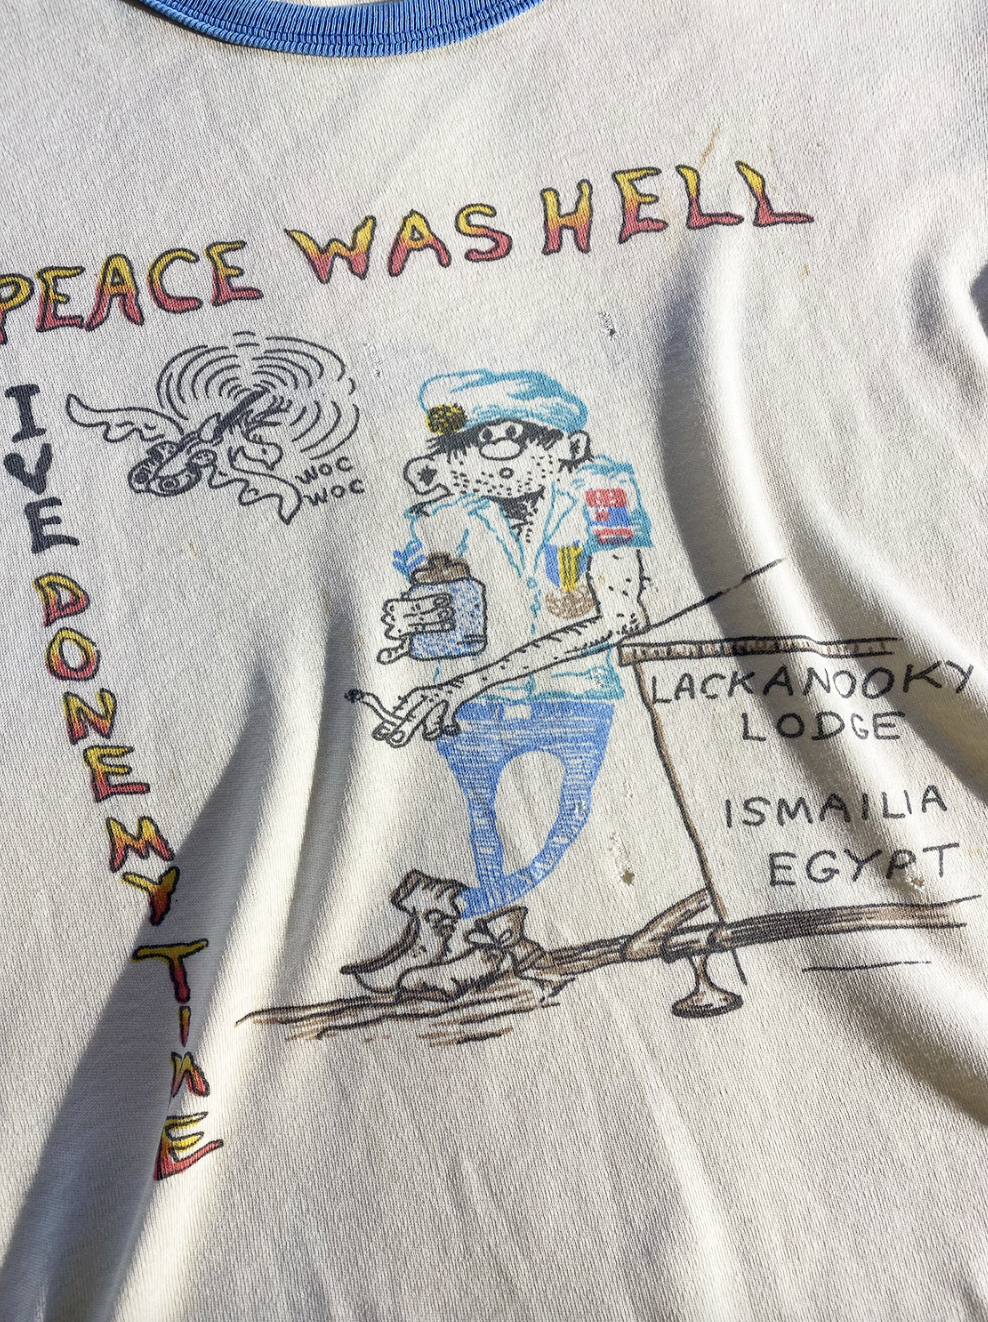 PEACE WAS HELL
IVE DONE MY TIME
WOC
WOC
LACKANOOKY
LODGE
ISMAILIA
EGYPT